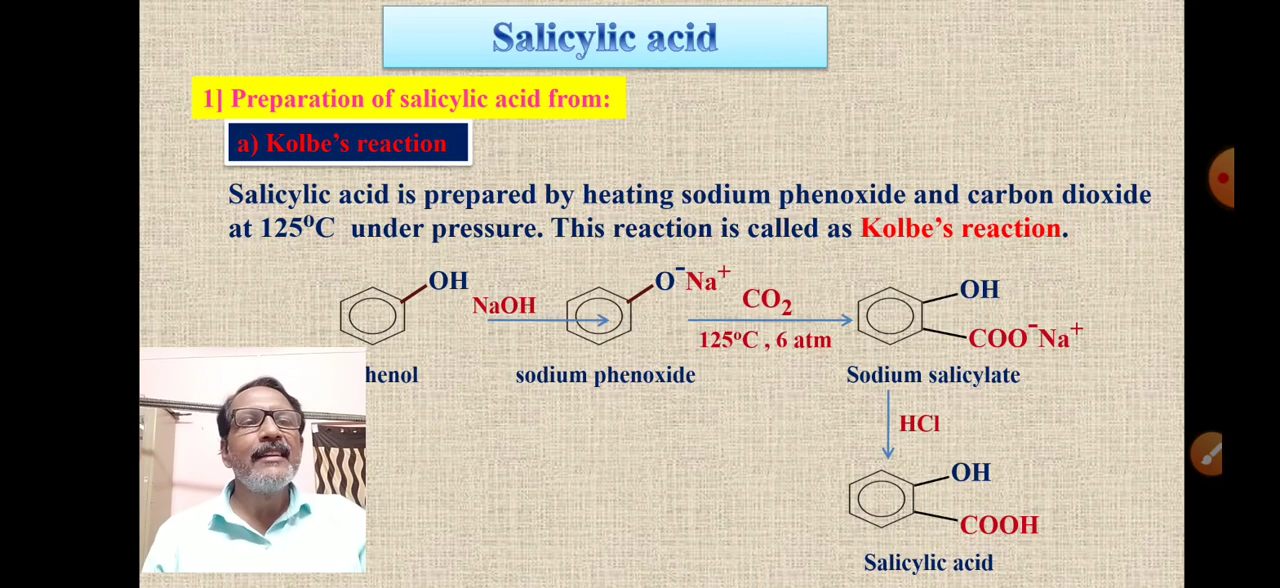 Salicylic acid
1] Preparation of salicylic acid from:
a) Kolbe's reaction
Salicylic acid is prepared by heating sodium phenoxide and carbon dioxide
at 125⁰C under pressure. This reaction is called as Kolbe's reaction.
OH
NaOH
O⁻Na⁺
CO₂
125⁰C , 6 atm
OH
COO⁻Na⁺
henol
sodium phenoxide
Sodium salicylate
HCl
OH
COOH
Salicylic acid